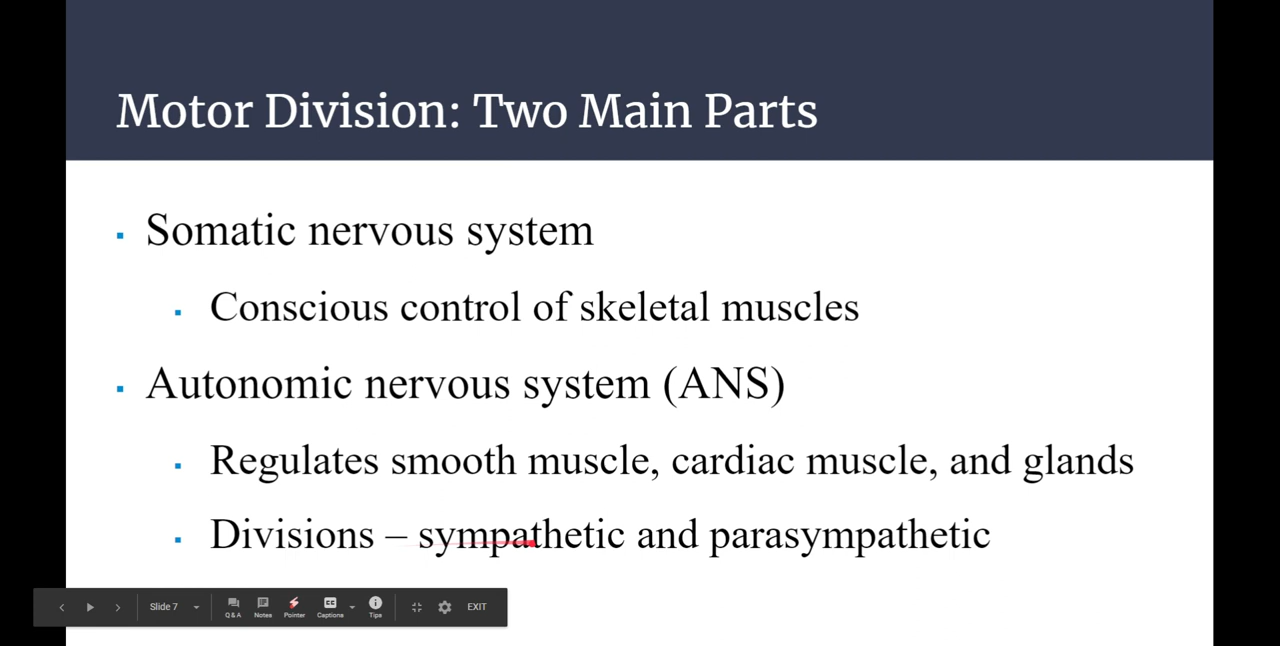 Motor Division: Two Main Parts
Somatic nervous system
Conscious control of skeletal muscles
Autonomic nervous system (ANS)
Regulates smooth muscle, cardiac muscle, and glands
Divisions – sympathetic and parasympathetic
Slide 7 Q&A Notes Pointer CC Captions Tips EXIT